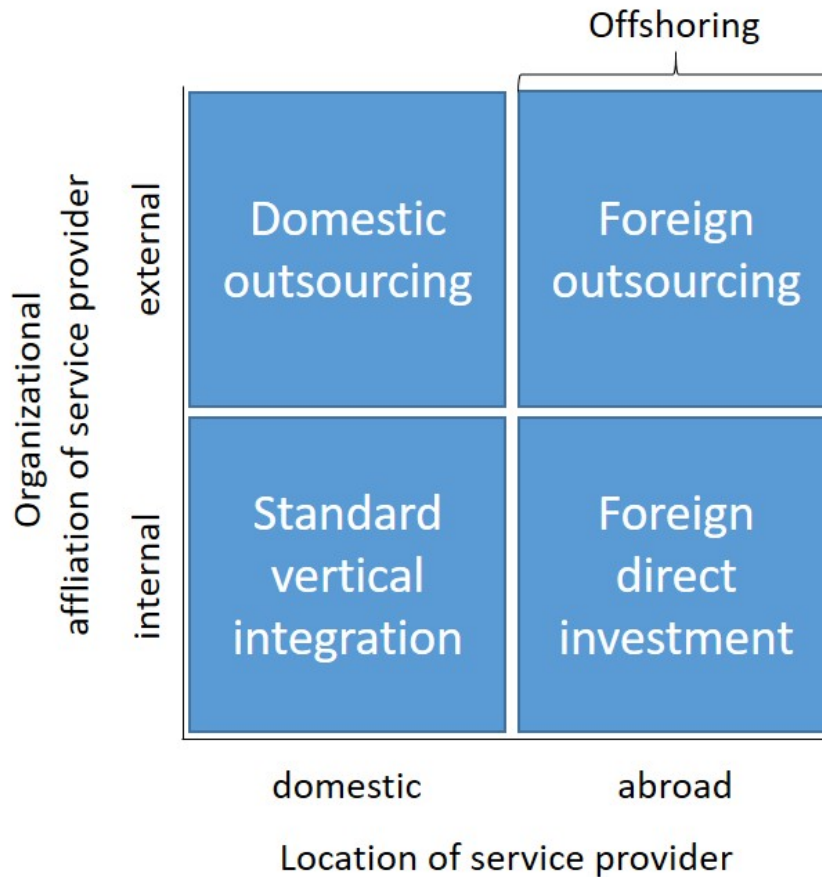 Offshoring
Organizational
affliation of service provider
external
internal
Domestic
outsourcing
Foreign
outsourcing
Standard
vertical
integration
Foreign
direct
investment
domestic
abroad
Location of service provider